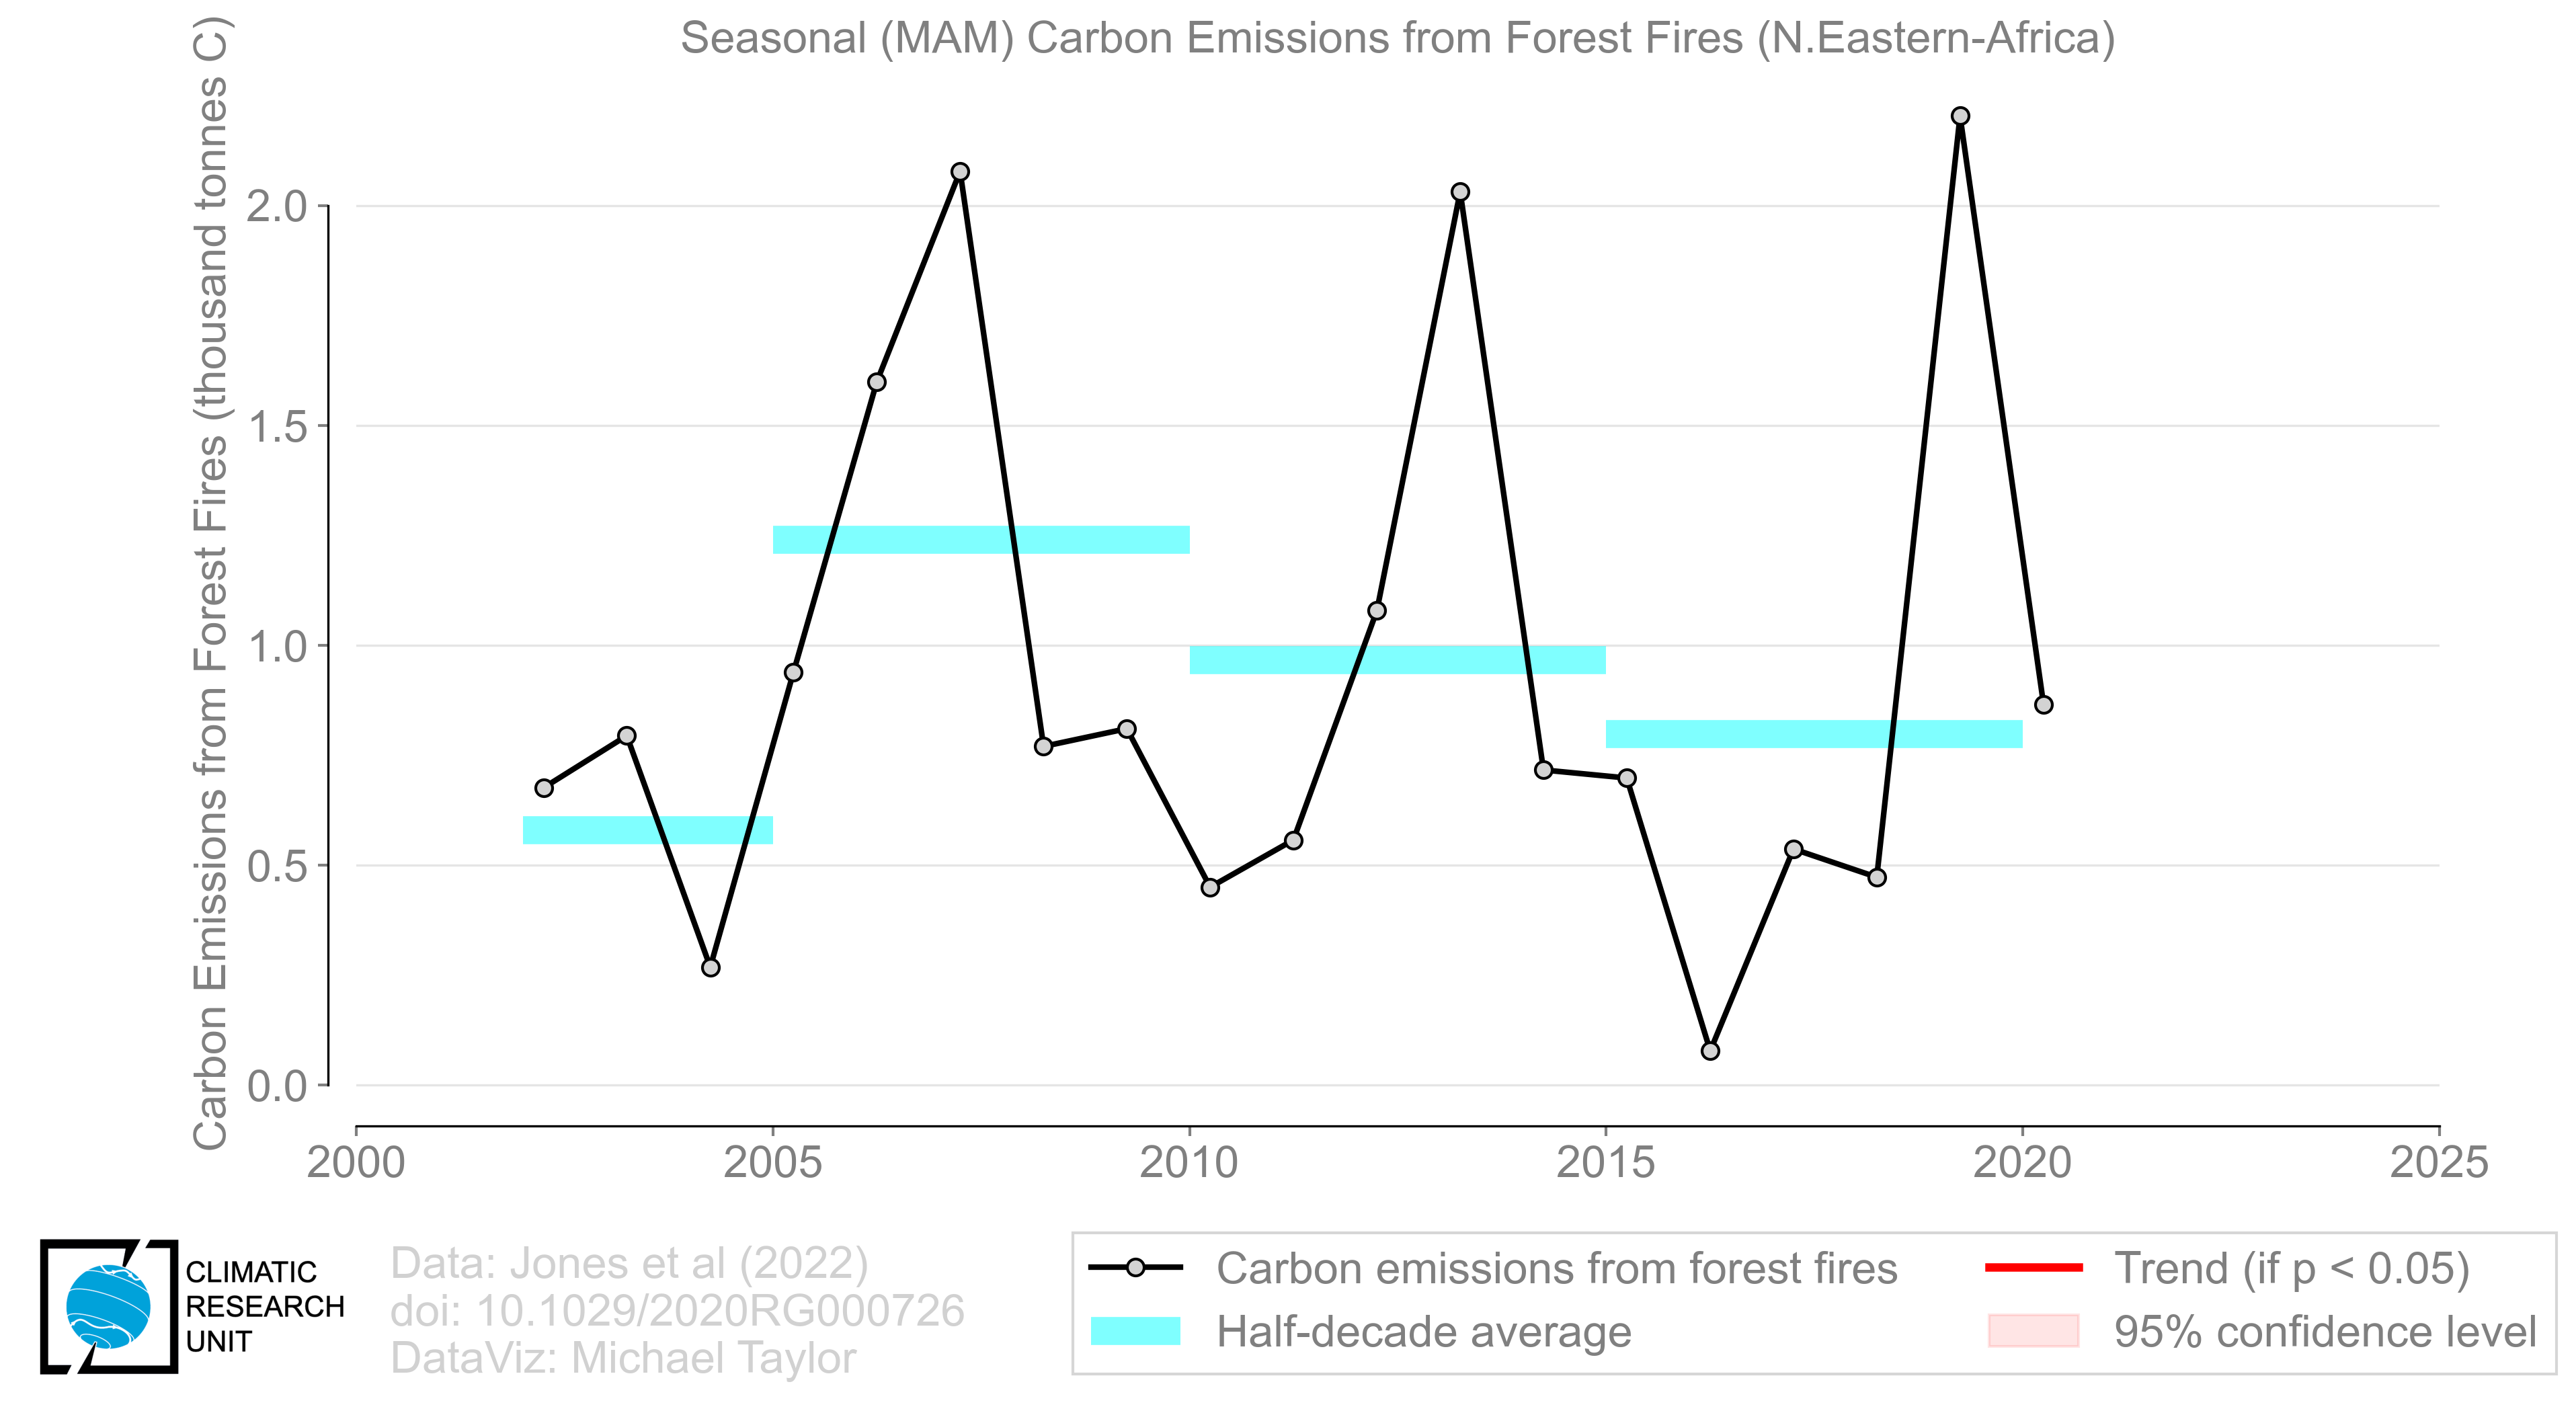 Seasonal (MAM) Carbon Emissions from Forest Fires (N.Eastern-Africa)
Carbon Emissions from Forest Fires (thousand tonnes C)
2.0
1.5
1.0
0.5
0.0
2000 2005 2010 2015 2020 2025
CLIMATIC
RESEARCH
UNIT
Data: Jones et al (2022)
doi: 10.1029/2020RG000726
DataViz: Michael Taylor
Carbon emissions from forest fires
Half-decade average
Trend (if p < 0.05)
95% confidence level